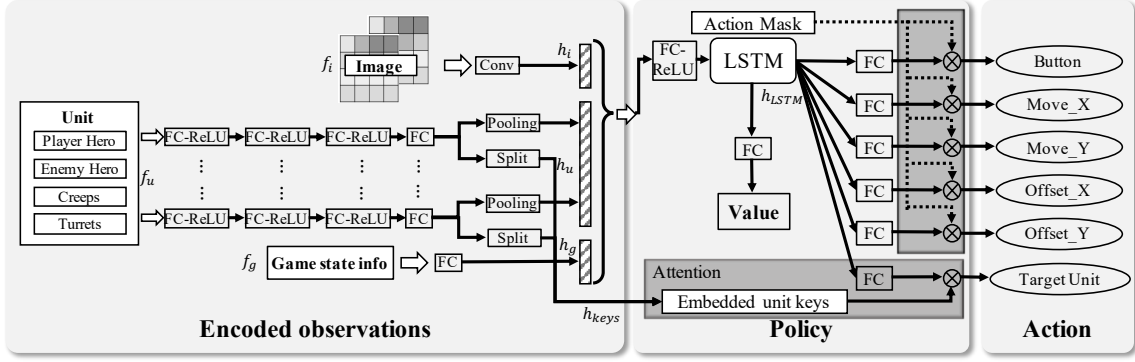 f_i
Image
Conv
h_i
Unit
Player Hero
Enemy Hero
Creeps
Turrets
f_u
FC-ReLU
FC-ReLU
FC-ReLU
FC
Pooling
Split
h_u
FC-ReLU
FC-ReLU
FC-ReLU
FC
Pooling
Split
f_g
Game state info
FC
h_g
h_keys
Encoded observations
Action Mask
FC-
ReLU
LSTM
h_LSTM
FC
Value
FC
FC
FC
FC
FC
Attention
FC
Embedded unit keys
Policy
Button
Move_X
Move_Y
Offset_X
Offset_Y
Target Unit
Action